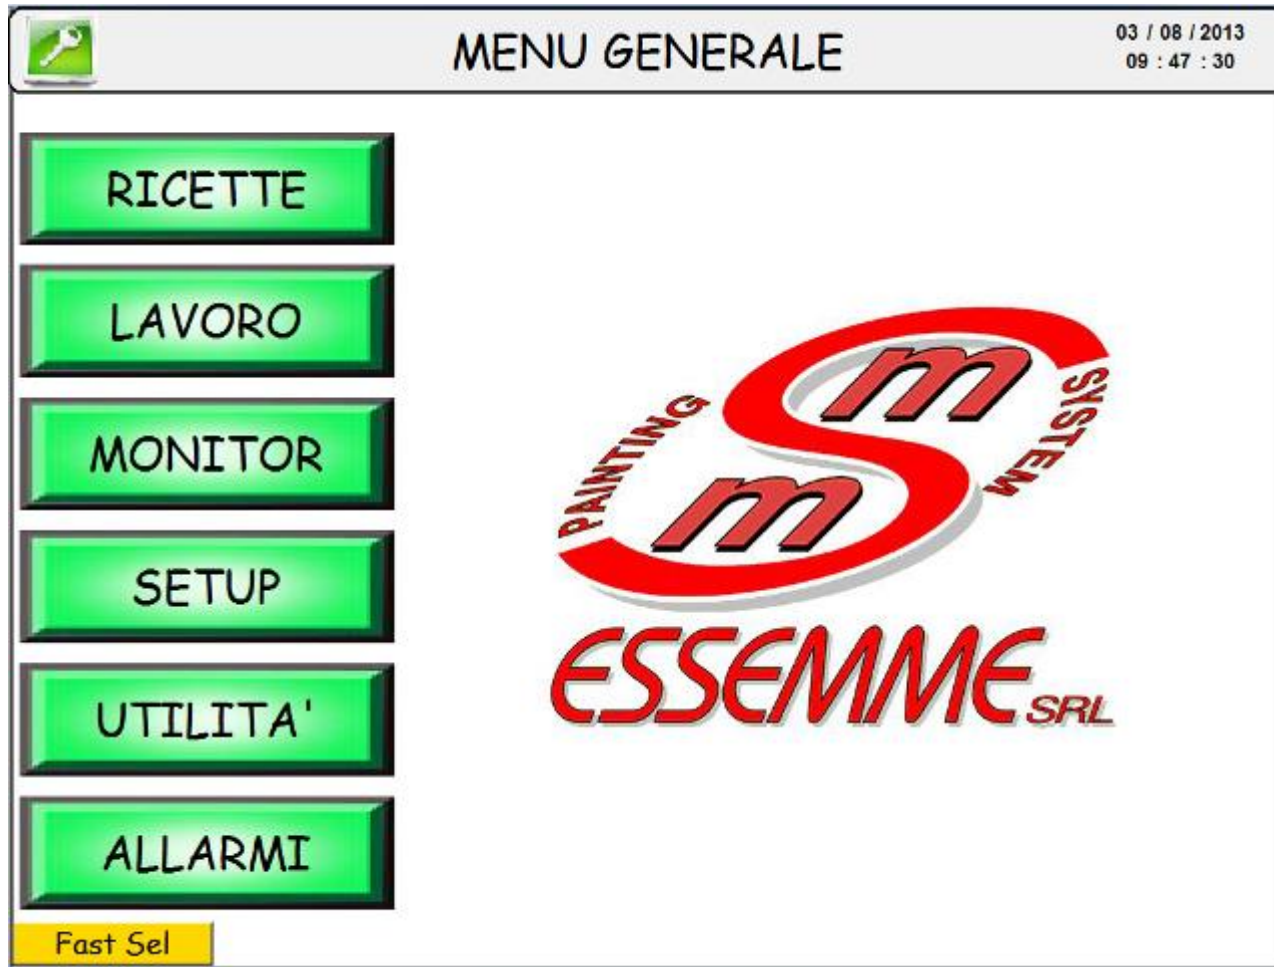 MENU GENERALE
03 / 08 / 2013
09 : 47 : 30
RICETTE
LAVORO
MONITOR
SETUP
UTILITA'
ALLARMI
Fast Sel
PAINTING
SYSTEM
m
m
ESSEMME SRL